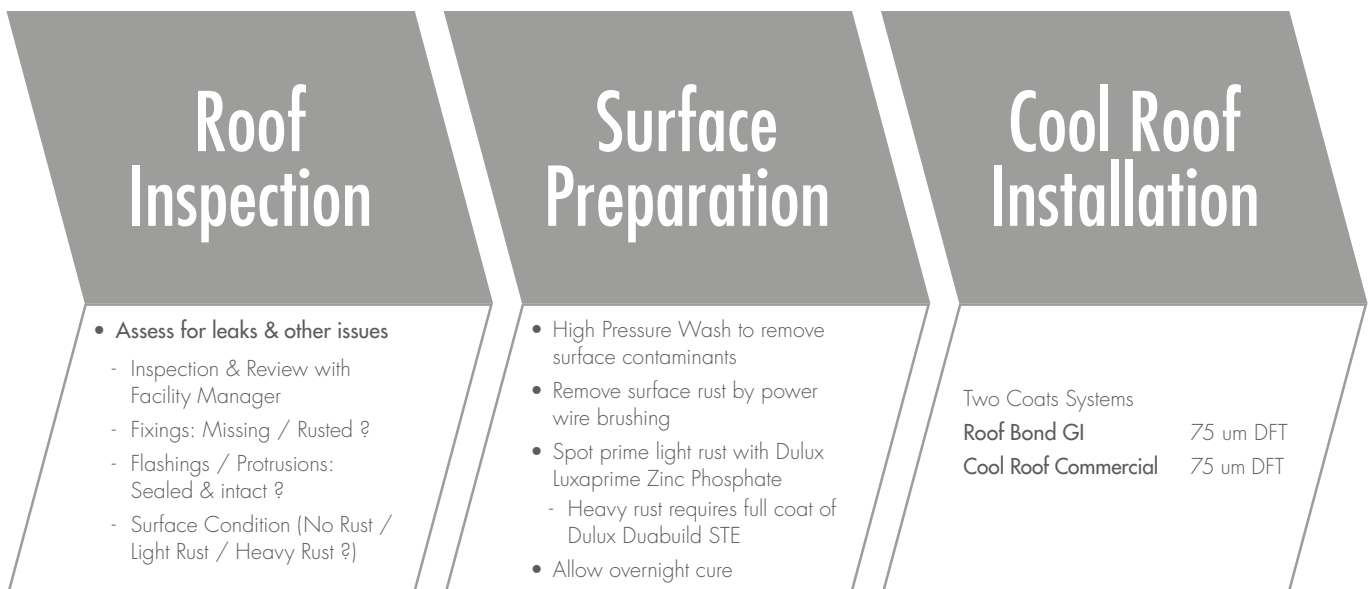 Roof
Inspection
• Assess for leaks & other issues
- Inspection & Review with
Facility Manager
- Fixings: Missing / Rusted ?
- Flashings / Protrusions:
Sealed & intact ?
- Surface Condition (No Rust /
Light Rust / Heavy Rust ?)
Surface
Preparation
• High Pressure Wash to remove
surface contaminants
• Remove surface rust by power
wire brushing
• Spot prime light rust with Dulux
Luxaprime Zinc Phosphate
- Heavy rust requires full coat of
Dulux Duabuild STE
• Allow overnight cure
Cool Roof
Installation
Two Coats Systems
Roof Bond GI 75 um DFT
Cool Roof Commercial 75 um DFT